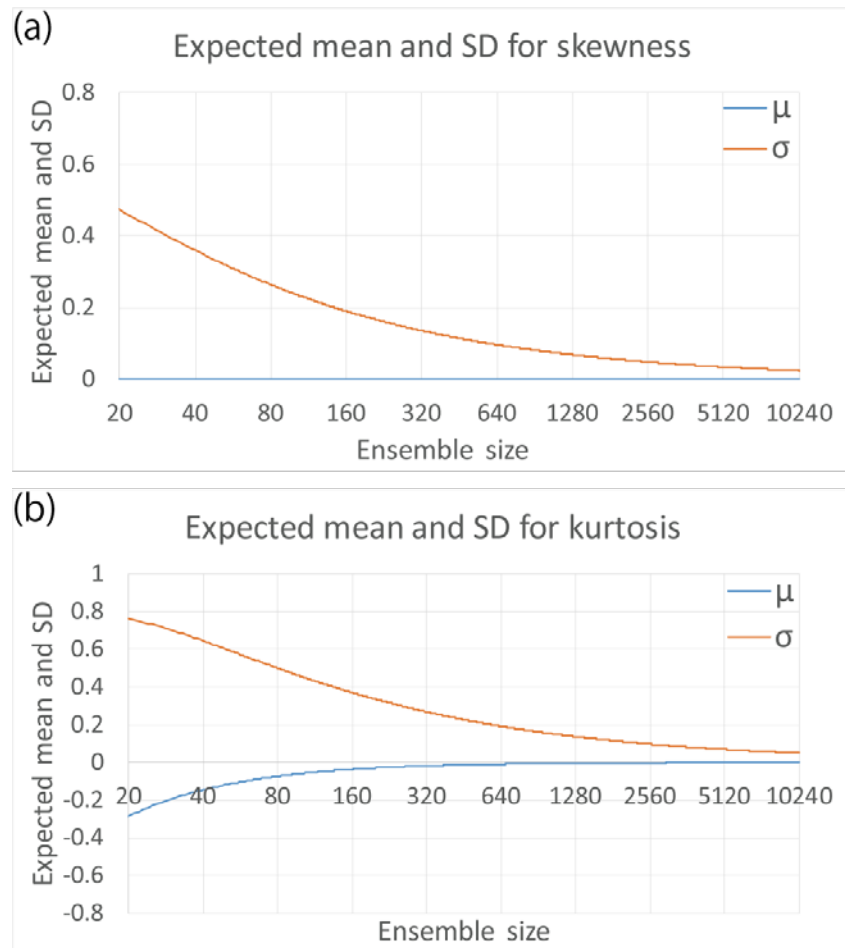 (a)
Expected mean and SD for skewness
0.8
0.6
0.4
0.2
0
Expected mean and SD
μ
σ
20 40 80 160 320 640 1280 2560 5120 10240
Ensemble size
(b)
Expected mean and SD for kurtosis
1
0.8
0.6
0.4
0.2
0
-0.2
-0.4
-0.6
-0.8
Expected mean and SD
μ
σ
20 40 80 160 320 640 1280 2560 5120 10240
Ensemble size